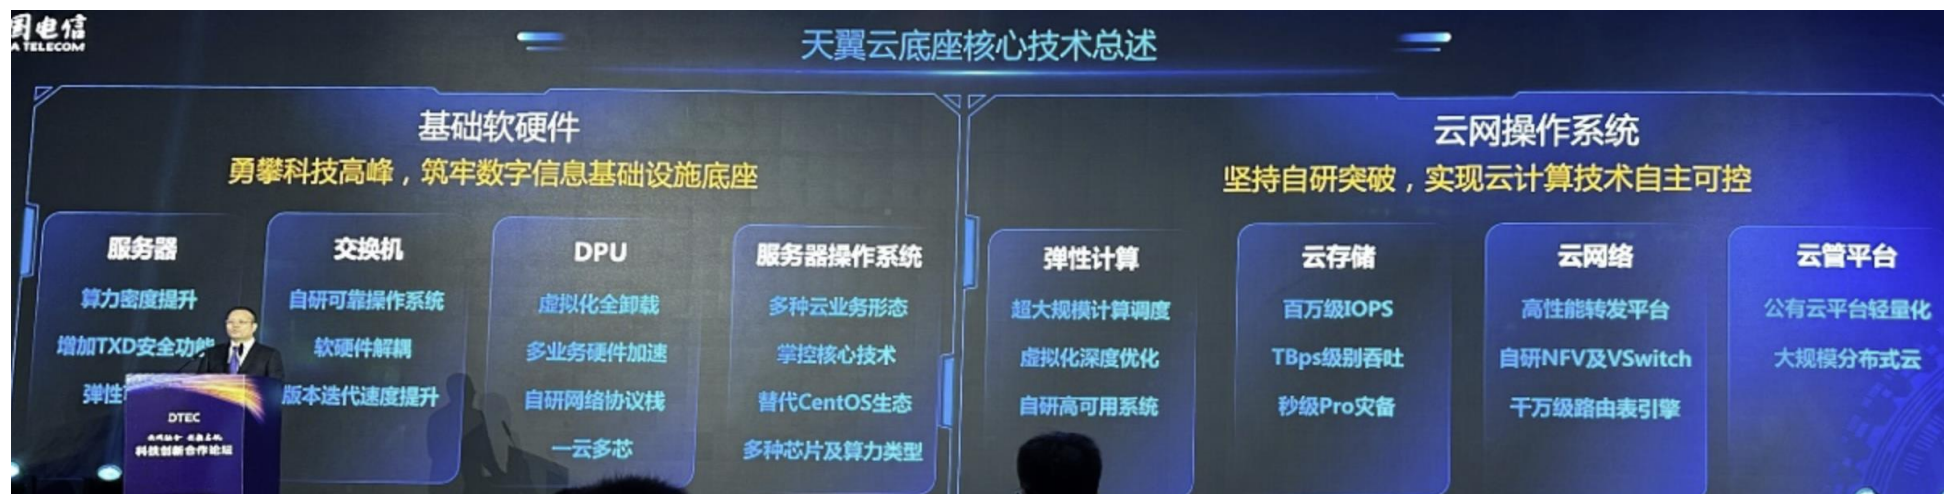 国电信
A TELECOM
天翼云底座核心技术总述
基础软硬件
勇攀科技高峰，筑牢数字信息基础设施底座
服务器
算力密度提升
增加TXD安全功能
弹性
交换机
自研可靠操作系统
软硬件解耦
版本迭代速度提升
DPU
虚拟化全卸载
多业务硬件加速
自研网络协议栈
一云多芯
服务器操作系统
多种云业务形态
掌控核心技术
替代CentOS生态
多种芯片及算力类型
云网操作系统
坚持自研突破，实现云计算技术自主可控
弹性计算
超大规模计算调度
虚拟化深度优化
自研高可用系统
云存储
百万级IOPS
TBps级别吞吐
秒级Pro灾备
云网络
高性能转发平台
自研NFV及VSwitch
千万级路由表引擎
云管平台
公有云平台轻量化
大规模分布式云
DTEC
科技创新合作论坛